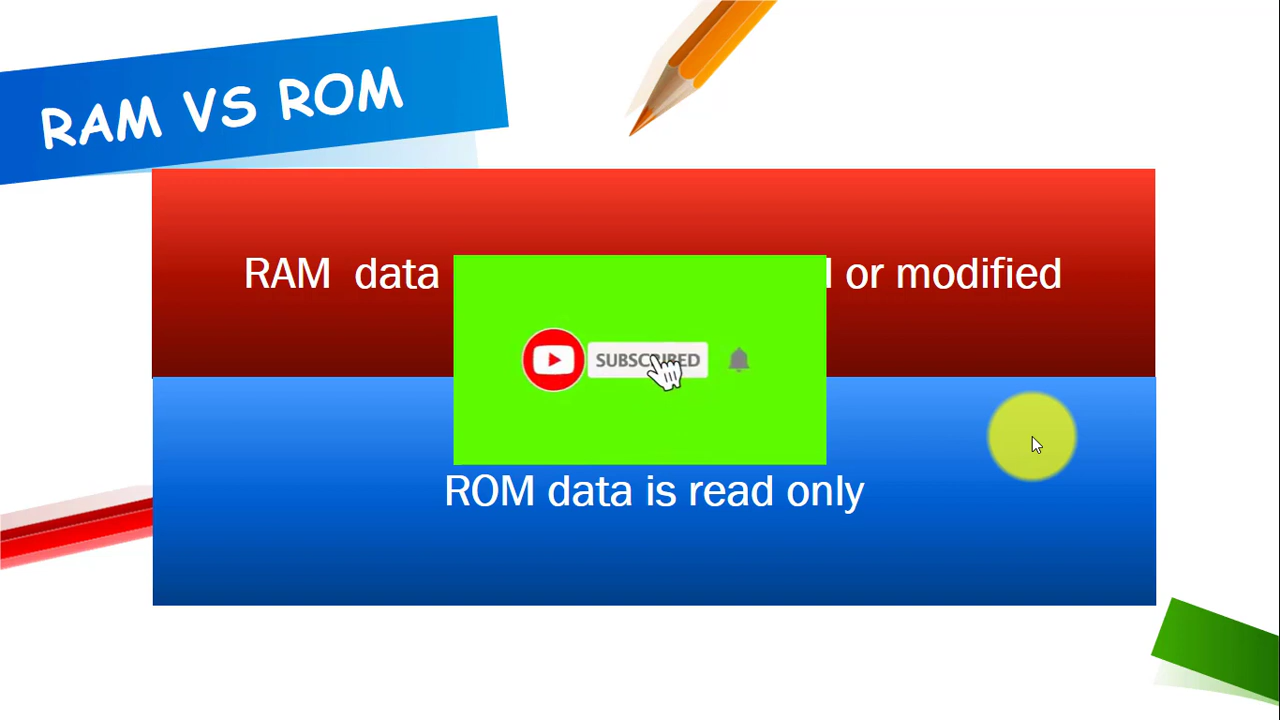 RAM VS ROM
RAM data or modified
SUBSCRIBED
ROM data is read only